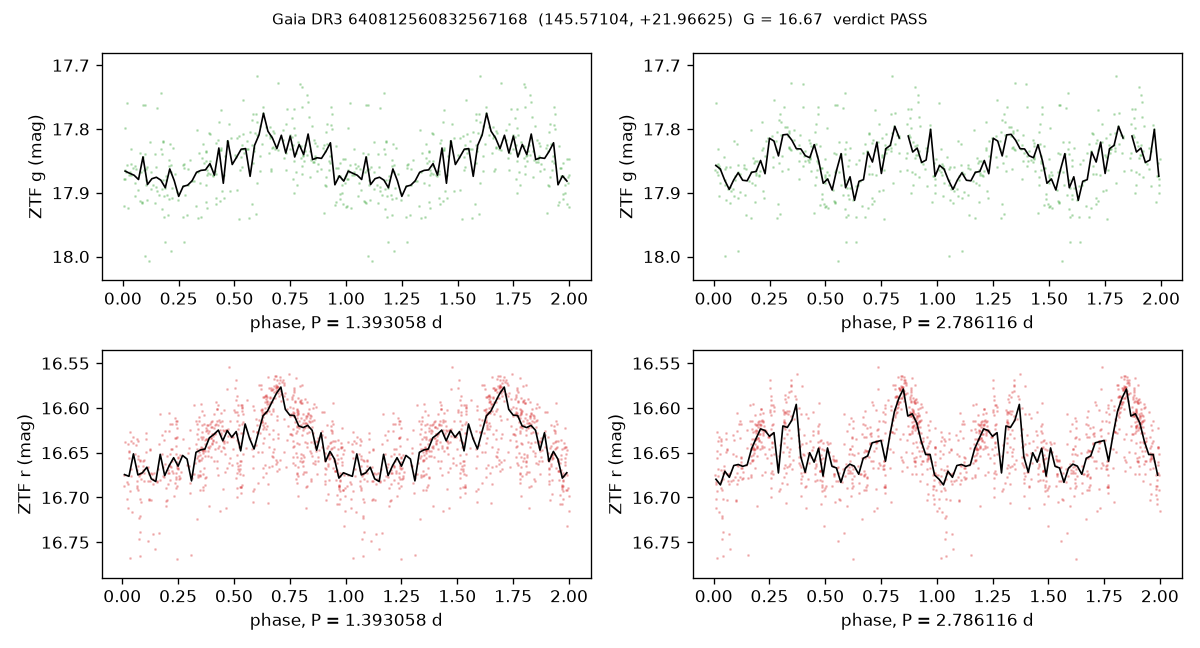 Gaia DR3 640812560832567168 (145.57104, +21.96625) G = 16.67 verdict PASS
17.7
17.8
17.9
18.0
ZTF g (mag)
0.00 0.25 0.50 0.75 1.00 1.25 1.50 1.75 2.00
phase, P = 1.393058 d
17.7
17.8
17.9
18.0
ZTF g (mag)
0.00 0.25 0.50 0.75 1.00 1.25 1.50 1.75 2.00
phase, P = 2.786116 d
16.55
16.60
16.65
16.70
16.75
ZTF r (mag)
0.00 0.25 0.50 0.75 1.00 1.25 1.50 1.75 2.00
phase, P = 1.393058 d
16.55
16.60
16.65
16.70
16.75
ZTF r (mag)
0.00 0.25 0.50 0.75 1.00 1.25 1.50 1.75 2.00
phase, P = 2.786116 d